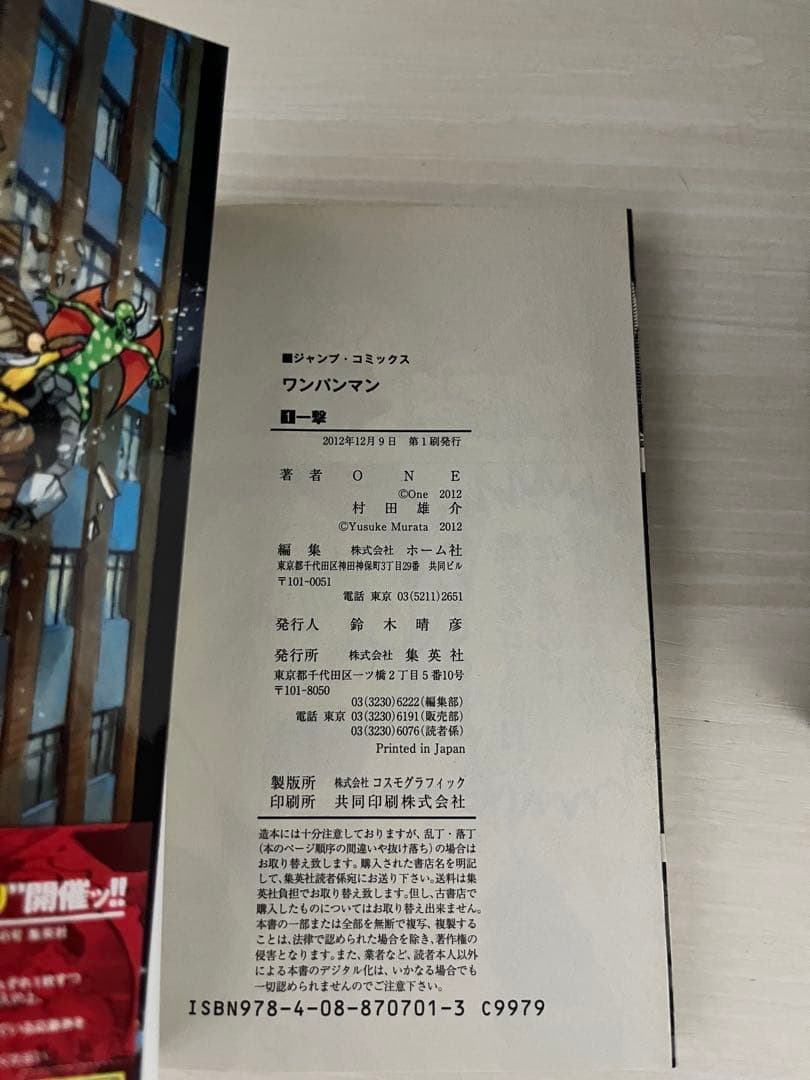 ■ジャンプ・コミックス
ワンパンマン
1一撃
2012年12月9日 第1刷発行
著者 ONE
©One 2012
村田雄介
©Yusuke Murata 2012
編集 株式会社 ホーム社
東京都千代田区神田神保町3丁目29番 共同ビル
〒101-0051
電話 東京 03(5211)2651
発行人 鈴木晴彦
発行所 株式会社 集英社
東京都千代田区一ツ橋2丁目5番10号
〒101-8050
03(3230)6222(編集部)
電話 東京 03(3230)6191(販売部)
03(3230)6076(読者係)
Printed in Japan
製版所 株式会社 コスモグラフィック
印刷所 共同印刷株式会社
造本には十分注意しておりますが、乱丁・落丁
(本のページ順序の間違いや抜け落ち)の場合は
お取り替え致します。購入された書店名を明記
して、集英社読者係宛にお送り下さい。送料は集
英社負担でお取り替え致します。但し、古書店で
購入したものについてはお取り替え出来ません。
本書の一部または全部を無断で複写、複製する
ことは、法律で認められた場合を除き、著作権の
侵害となります。また、業者など、読者本人以外
による本書のデジタル化は、いかなる場合でも
一切認められませんのでご注意下さい。
ISBN978-4-08-870701-3 C9979
"開催ッ!!
集英社